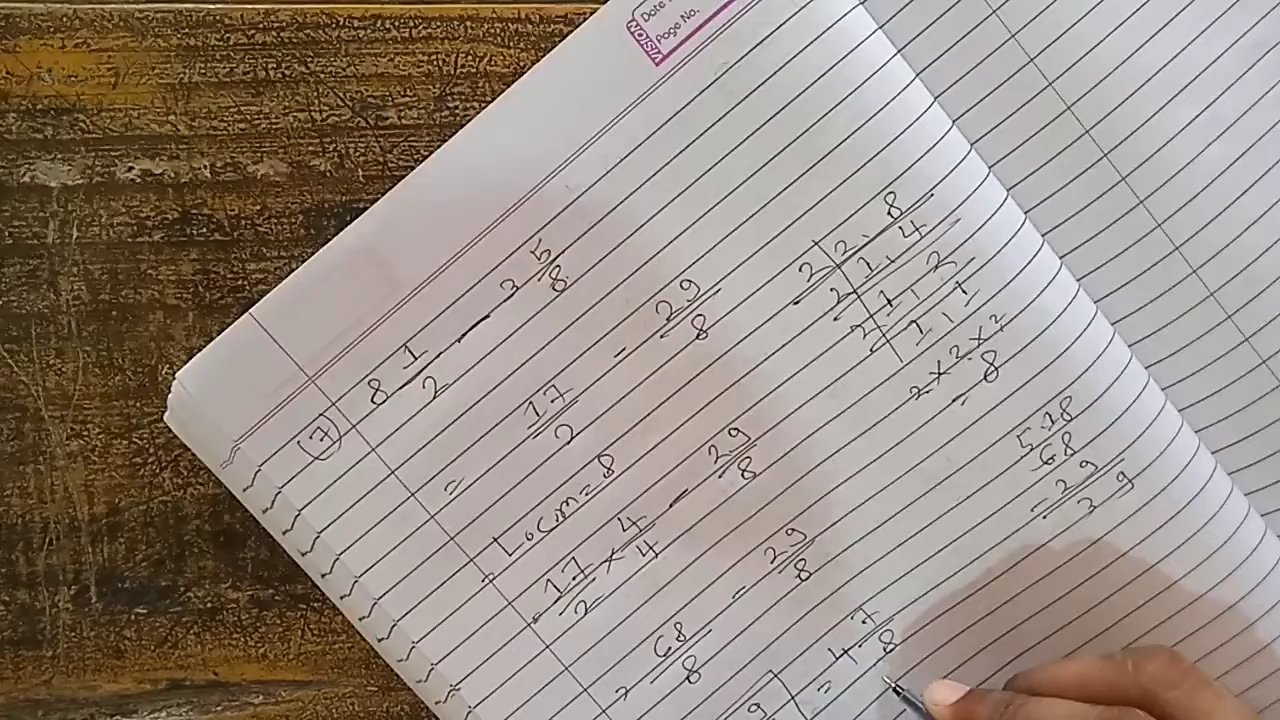 VISION
Date
Page No.
(7) 8 1/2 - 3 5/8
= 17/2 - 29/8
L.C.M = 8
= 17/2 × 4/4 - 29/8
= 68/8 - 29/8
= 4 7/8
2 | 2, 8
2 | 1, 4
2 | 1, 2
1, 1
2 × 2 × 2
= 8
5 18
68
- 29
39